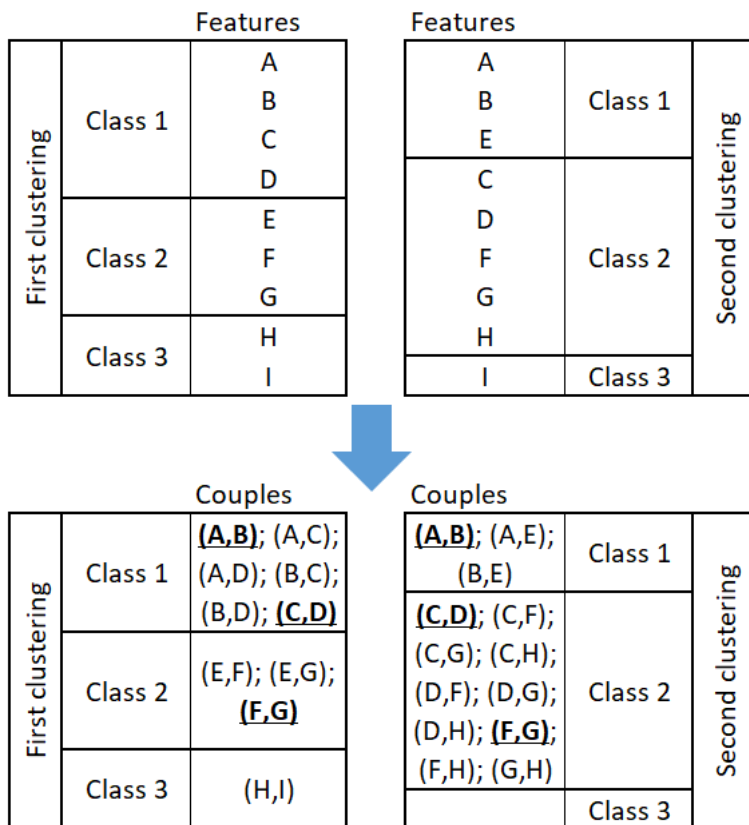 Features
First clustering
Class 1
A
B
C
D
Class 2
E
F
G
Class 3
H
I
Features
A
B
E
Class 1
C
D
F
G
H
Class 2
I
Class 3
Second clustering
Couples
First clustering
Class 1
(A,B); (A,C);
(A,D); (B,C);
(B,D); (C,D)
Class 2
(E,F); (E,G);
(F,G)
Class 3
(H,I)
Couples
(A,B); (A,E);
(B,E)
Class 1
(C,D); (C,F);
(C,G); (C,H);
(D,F); (D,G);
(D,H); (F,G);
(F,H); (G,H)
Class 2
Class 3
Second clustering